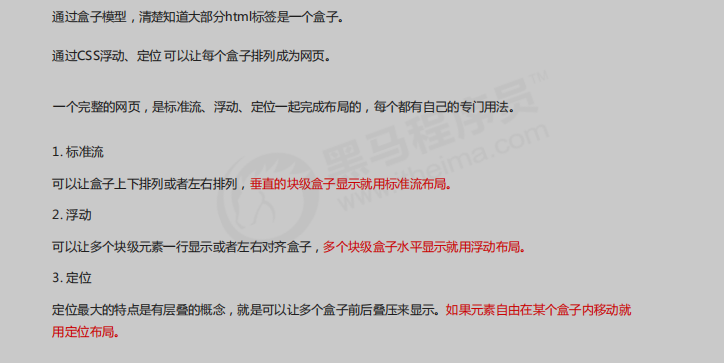 通过盒子模型，清楚知道大部分html标签是一个盒子。
通过CSS浮动、定位 可以让每个盒子排列成为网页。
一个完整的网页，是标准流、浮动、定位一起完成布局的，每个都有自己的专门用法。
1. 标准流
可以让盒子上下排列或者左右排列，垂直的块级盒子显示就用标准流布局。
2. 浮动
可以让多个块级元素一行显示或者左右对齐盒子，多个块级盒子水平显示就用浮动布局。
3. 定位
定位最大的特点是有层叠的概念，就是可以让多个盒子前后叠压来显示。如果元素自由在某个盒子内移动就
用定位布局。
黑马程序员™
www.itheima.com